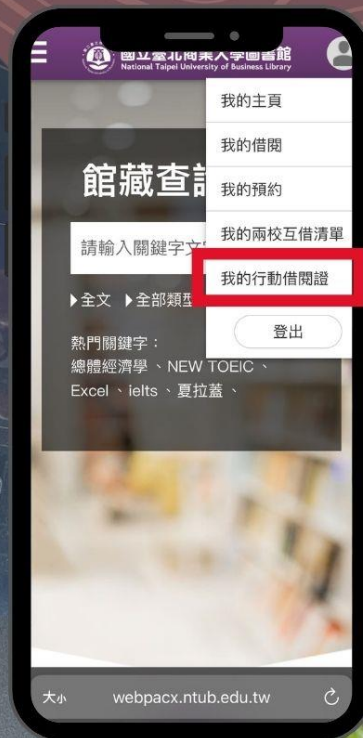 國立臺北商業大學圖書館
National Taipei University of Business Library
我的主頁
我的借閱
我的預約
我的兩校互借清單
我的行動借閱證
登出
館藏查
請輸入關鍵字文
▶全文 ▶全部類型
熱門關鍵字：
總體經濟學、NEW TOEIC、
Excel、ielts、夏拉蓋、
大小 webpacx.ntub.edu.tw